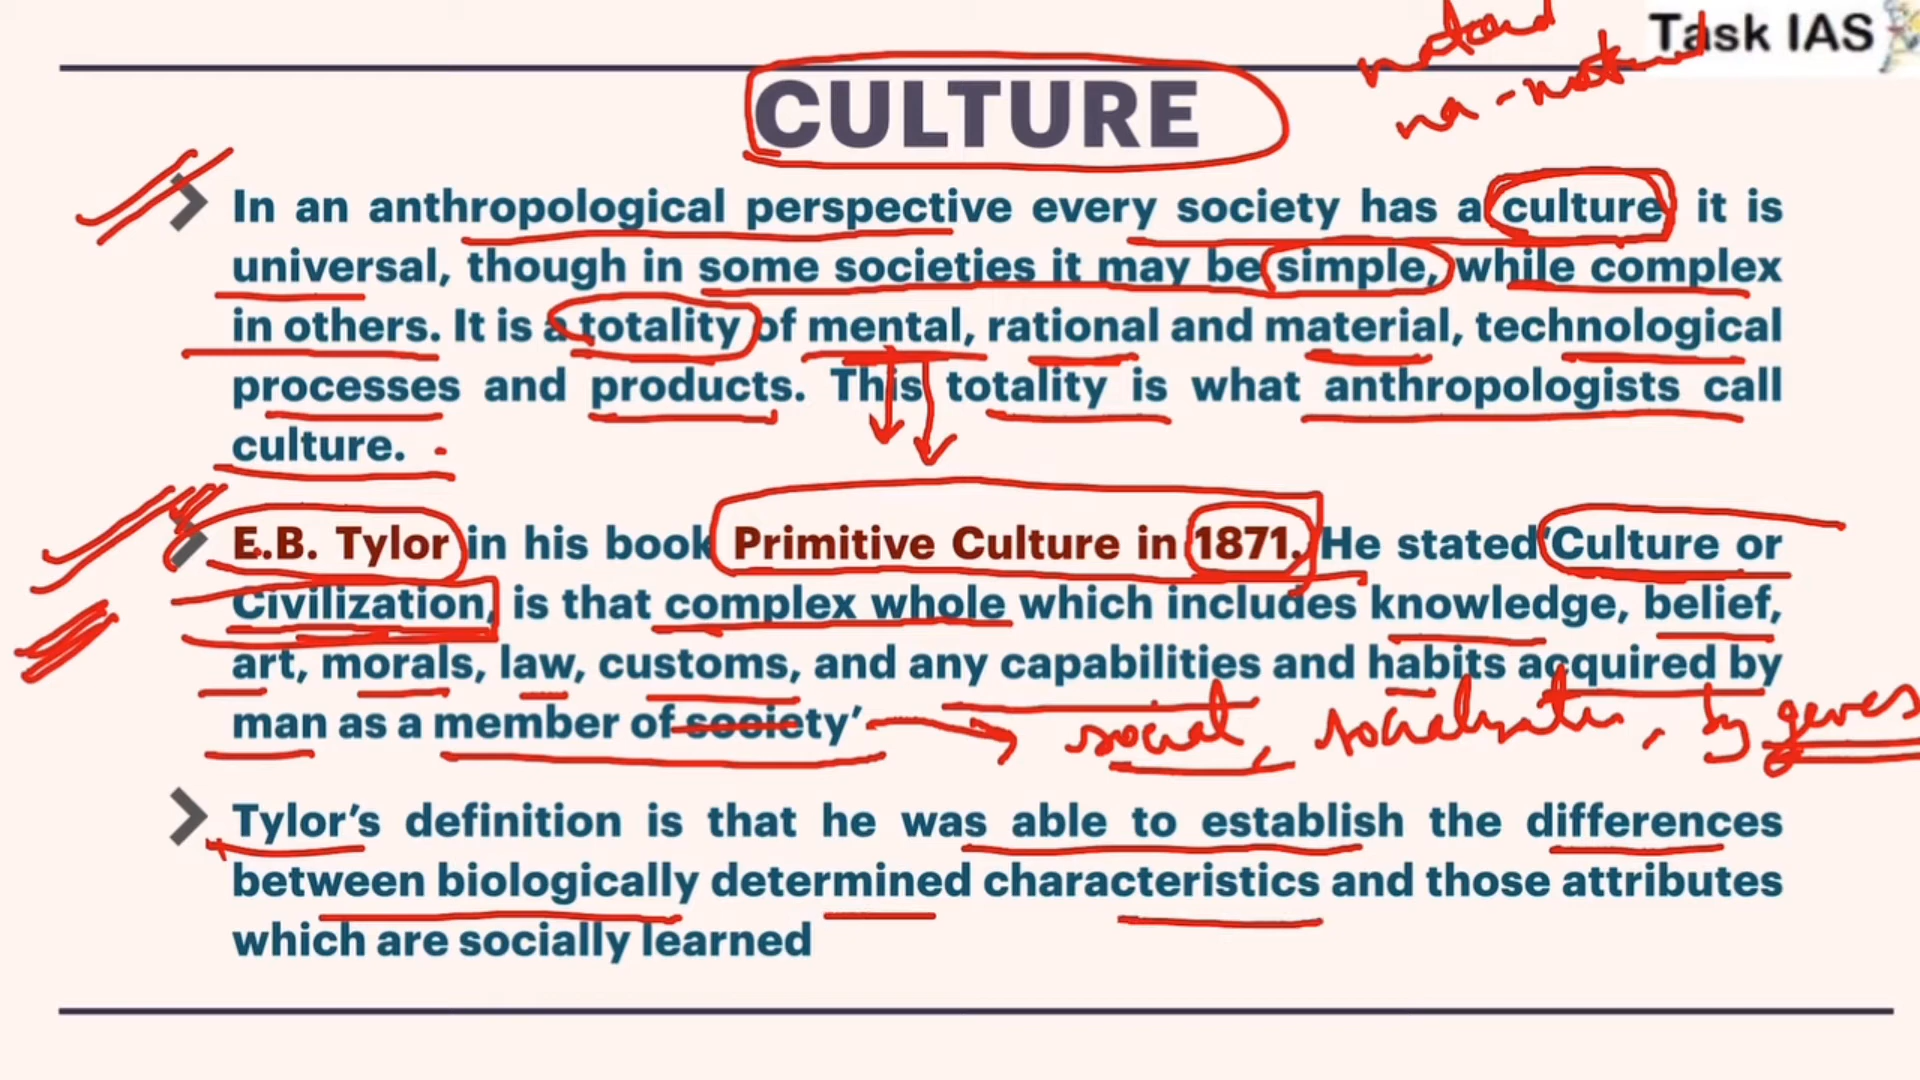 Task IAS
CULTURE
In an anthropological perspective every society has a culture it is
universal, though in some societies it may be simple, while complex
in others. It is a totality of mental, rational and material, technological
processes and products. This totality is what anthropologists call
culture.
E.B. Tylor in his book Primitive Culture in 1871. He stated 'Culture or
Civilization, is that complex whole which includes knowledge, belief,
art, morals, law, customs, and any capabilities and habits acquired by
man as a member of society'
social, by genes
Tylor's definition is that he was able to establish the differences
between biologically determined characteristics and those attributes
which are socially learned